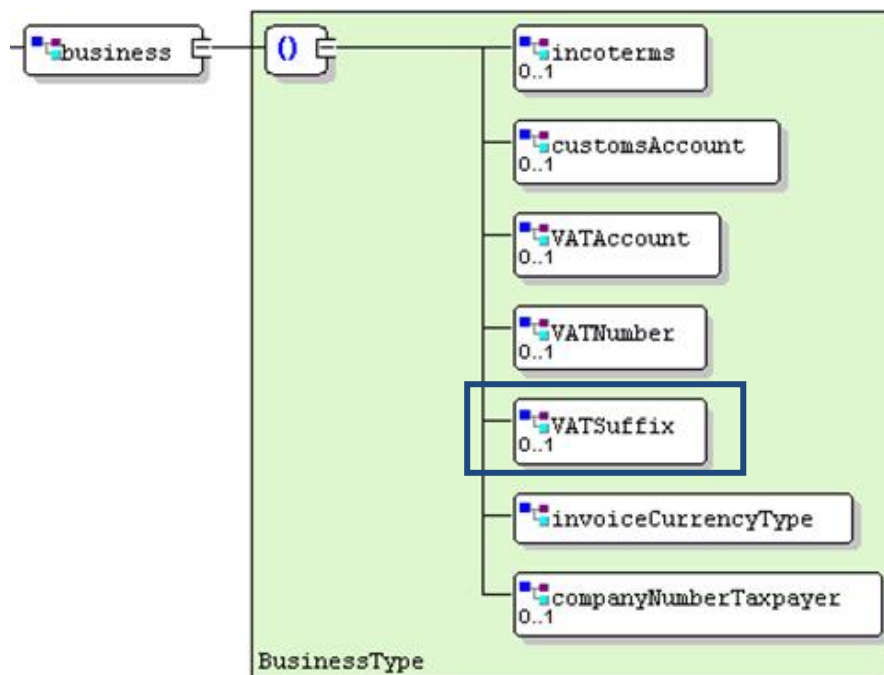 business
()
incoterms
0..1
customsAccount
0..1
VATAccount
0..1
VATNumber
0..1
VATSuffix
0..1
invoiceCurrencyType
companyNumberTaxpayer
0..1
BusinessType